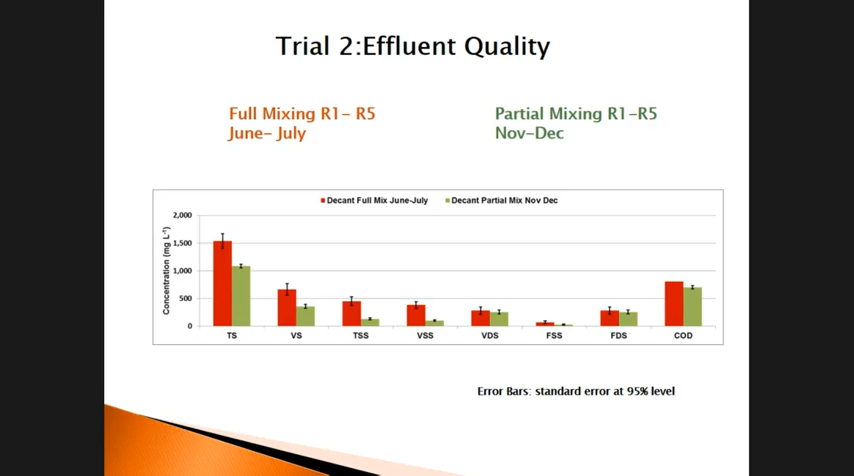 Trial 2:Effluent Quality
Full Mixing R1- R5
June- July
Partial Mixing R1-R5
Nov-Dec
Decant Full Mix June-July
Decant Partial Mix Nov Dec
Concentration (mg L⁻¹)
2,000
1,500
1,000
500
0
TS VS TSS VSS VDS FSS FDS COD
Error Bars: standard error at 95% level